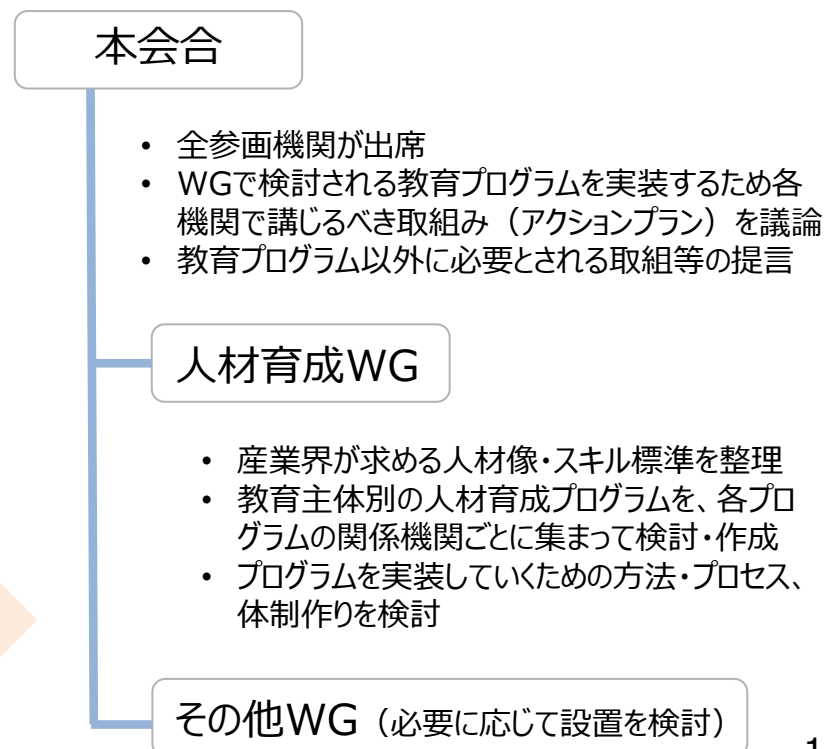 本会合
• 全参画機関が出席
• WGで検討される教育プログラムを実装するため各
機関で講じるべき取組み（アクションプラン）を議論
• 教育プログラム以外に必要とされる取組等の提言
人材育成WG
• 産業界が求める人材像・スキル標準を整理
• 教育主体別の人材育成プログラムを、各プロ
グラムの関係機関ごとに集まって検討・作成
• プログラムを実装していくための方法・プロセス、
体制作りを検討
その他WG（必要に応じて設置を検討）
1